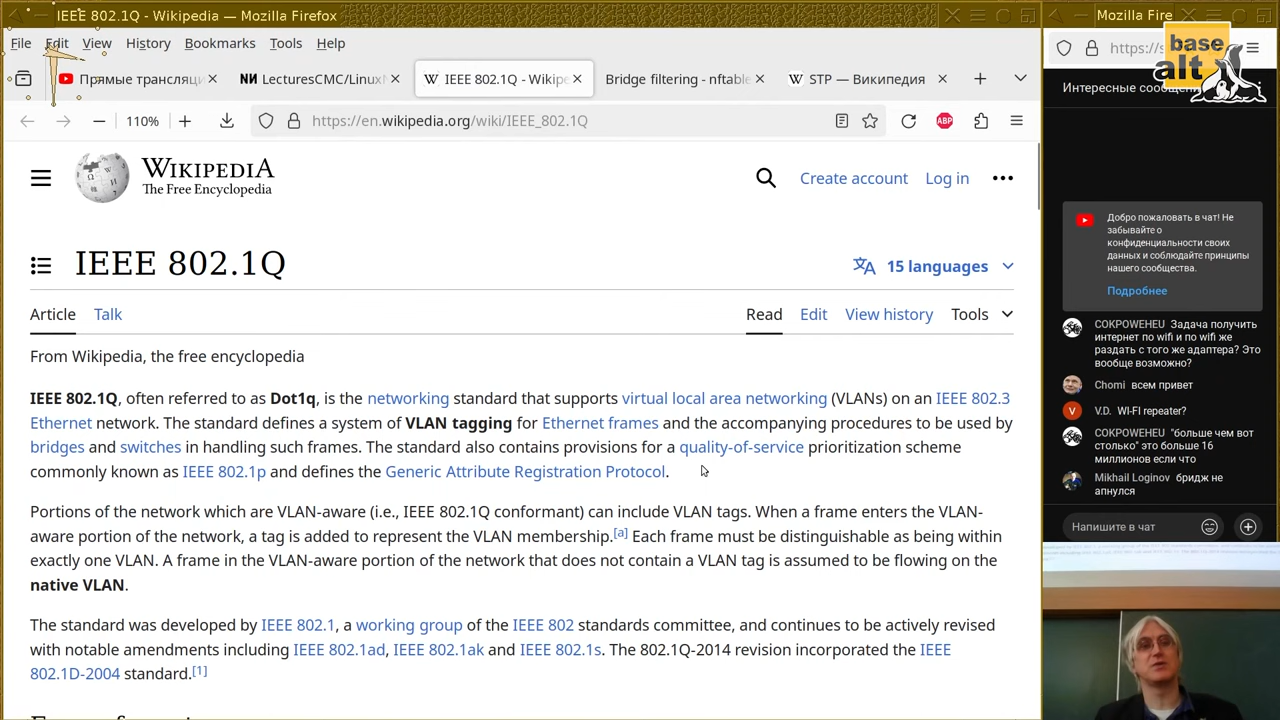 IEEE 802.1Q - Wikipedia — Mozilla Firefox
Mozilla Fire
File Edit View History Bookmarks Tools Help
Прямые трансляц
LecturesCMC/LinuxN
IEEE 802.1Q - Wikipe
Bridge filtering - nftable
STP — Википедия
110%
https://en.wikipedia.org/wiki/IEEE_802.1Q
ABP
https://s
base
alt
WIKIPEDIA
The Free Encyclopedia
Create account Log in
IEEE 802.1Q
15 languages
Article Talk
Read Edit View history Tools
From Wikipedia, the free encyclopedia
IEEE 802.1Q, often referred to as Dot1q, is the networking standard that supports virtual local area networking (VLANs) on an IEEE 802.3
Ethernet network. The standard defines a system of VLAN tagging for Ethernet frames and the accompanying procedures to be used by
bridges and switches in handling such frames. The standard also contains provisions for a quality-of-service prioritization scheme
commonly known as IEEE 802.1p and defines the Generic Attribute Registration Protocol.
Portions of the network which are VLAN-aware (i.e., IEEE 802.1Q conformant) can include VLAN tags. When a frame enters the VLAN-
aware portion of the network, a tag is added to represent the VLAN membership.[a] Each frame must be distinguishable as being within
exactly one VLAN. A frame in the VLAN-aware portion of the network that does not contain a VLAN tag is assumed to be flowing on the
native VLAN.
The standard was developed by IEEE 802.1, a working group of the IEEE 802 standards committee, and continues to be actively revised
with notable amendments including IEEE 802.1ad, IEEE 802.1ak and IEEE 802.1s. The 802.1Q-2014 revision incorporated the IEEE
802.1D-2004 standard.[1]
Интересные
Добро пожаловать в чат! Не
забывайте о
конфиденциальности своих
данных и соблюдайте принципы
нашего сообщества.
Подробнее
COKPOWEHEU Задача получить
интернет по wifi и по wifi же
раздать с того же адаптера? Это
вообще возможно?
Chomi всем привет
V.D. WI-FI repeater?
COKPOWEHEU "больше чем вот
столько" это больше 16
миллионов если что
Mikhail Loginov бридж не
апнулся
Напишите в чат